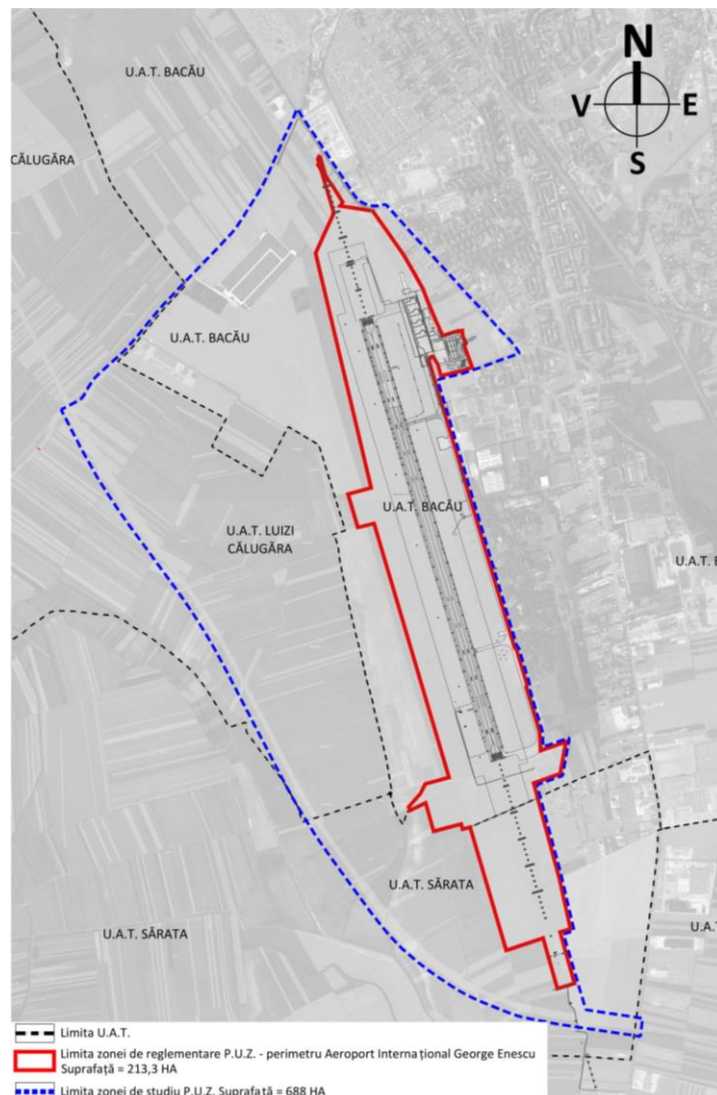 U.A.T. BACĂU
N
V E
S
CĂLUGĂRA
U.A.T. BACĂU
U.A.T. BACĂU
U.A.T. LUIZI
CĂLUGĂRA
U.A.T.
U.A.T. SĂRATA
U.A.T.
U.A.T. SĂRATA
Limita U.A.T.
Limita zonei de reglementare P.U.Z. - perimetru Aeroport Internațional George Enescu
Suprafață = 213,3 HA
Limita zonei de studiu P.U.Z. Suprafață = 688 HA